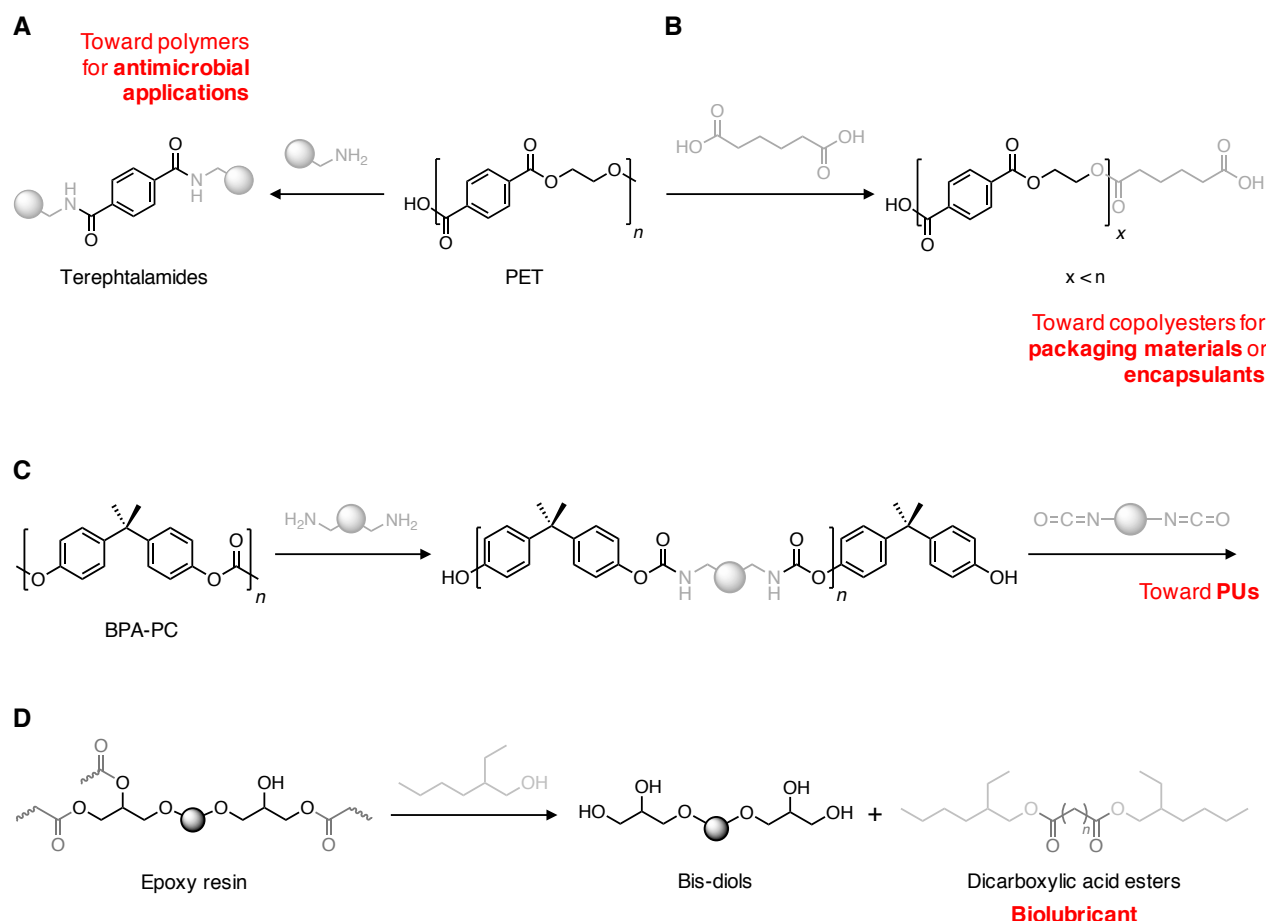 A
B
Toward polymers
for antimicrobial
applications
NH2
O
HO
O
OH
O
H
N
N
H
O
O
O
O
HO
O
n
O
O
O
HO
O
x
O
O
OH
Terephtalamides
PET
x < n
Toward copolyesters for
packaging materials or
encapsulants
C
H2N
NH2
O=C=N
N=C=O
O
O
O
n
HO
O
O
N
H
N
H
O
O
n
OH
BPA-PC
Toward PUs
D
O
O
O
O
O
O
OH
O
O
OH
HO
OH
O
O
OH
OH
+
O
O
n
O
O
Epoxy resin
Bis-diols
Dicarboxylic acid esters
Biolubricant